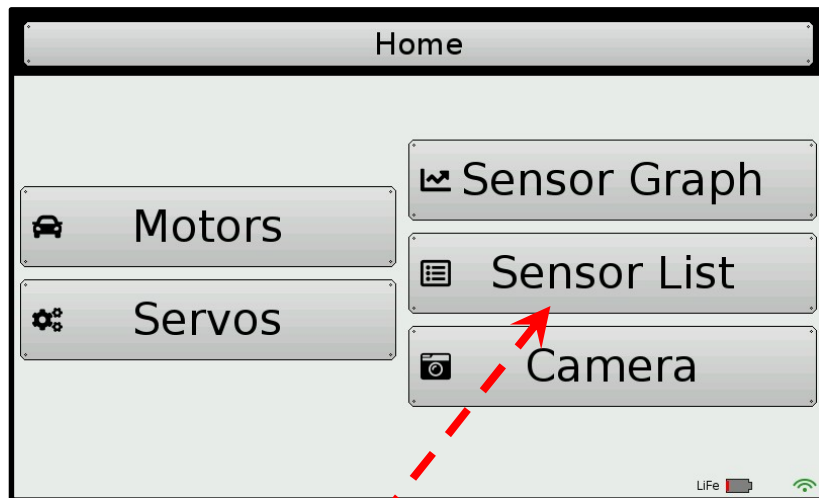 Home
Motors
Servos
Sensor Graph
Sensor List
Camera
LiFe